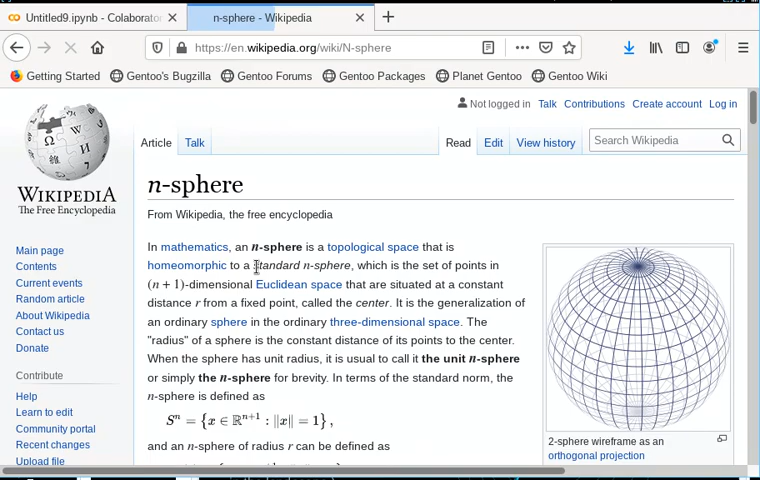 Untitled9.ipynb - Colaborator
n-sphere - Wikipedia
https://en.wikipedia.org/wiki/N-sphere
Getting Started
Gentoo's Bugzilla
Gentoo Forums
Gentoo Packages
Planet Gentoo
Gentoo Wiki
Not logged in Talk Contributions Create account Log in
Article Talk
Read Edit View history
Search Wikipedia
WIKIPEDIA
The Free Encyclopedia
Main page
Contents
Current events
Random article
About Wikipedia
Contact us
Donate
Contribute
Help
Learn to edit
Community portal
Recent changes
Upload file
n-sphere
From Wikipedia, the free encyclopedia
In mathematics, an n-sphere is a topological space that is
homeomorphic to a standard n-sphere, which is the set of points in
(n + 1)-dimensional Euclidean space that are situated at a constant
distance r from a fixed point, called the center. It is the generalization of
an ordinary sphere in the ordinary three-dimensional space. The
"radius" of a sphere is the constant distance of its points to the center.
When the sphere has unit radius, it is usual to call it the unit n-sphere
or simply the n-sphere for brevity. In terms of the standard norm, the
n-sphere is defined as
Sⁿ = {x ∈ ℝⁿ⁺¹ : ‖x‖ = 1},
and an n-sphere of radius r can be defined as
2-sphere wireframe as an
orthogonal projection